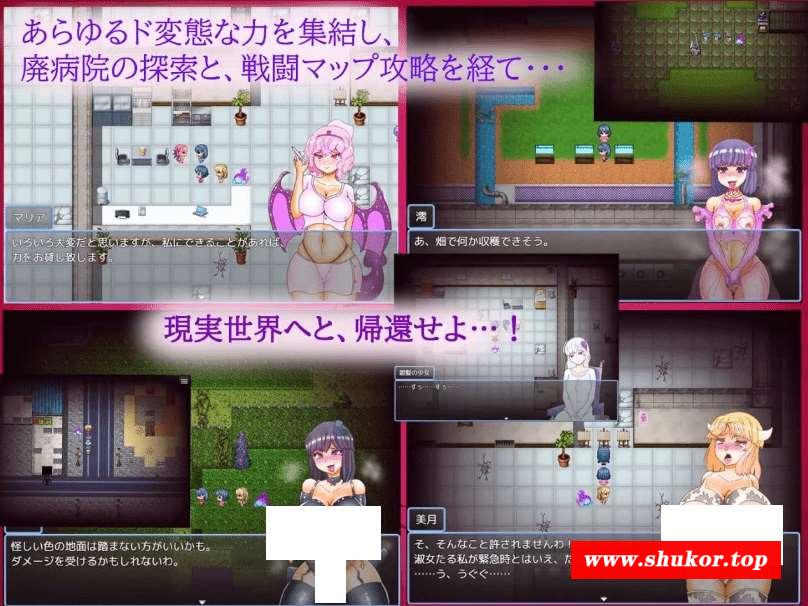 あらゆるド変態な力を集結し、
廃病院の探索と、戦闘マップ攻略を経て・・・
マリア
いろいろ大変だと思いますが、私にできることがあれば、
力をお貸し致します。
澪
あ、畑で何か収穫できそう。
現実世界へと、帰還せよ…！
銀髪の少女
……すぅ……すぅ…
怪しい色の地面は踏まない方がいいかも。
ダメージを受けるかもしれないわ。
美月
そ、そんなこと許されませんわ！
淑女たる私が緊急時とはいえ、
……う、うぐぐ……
www.shukor.top